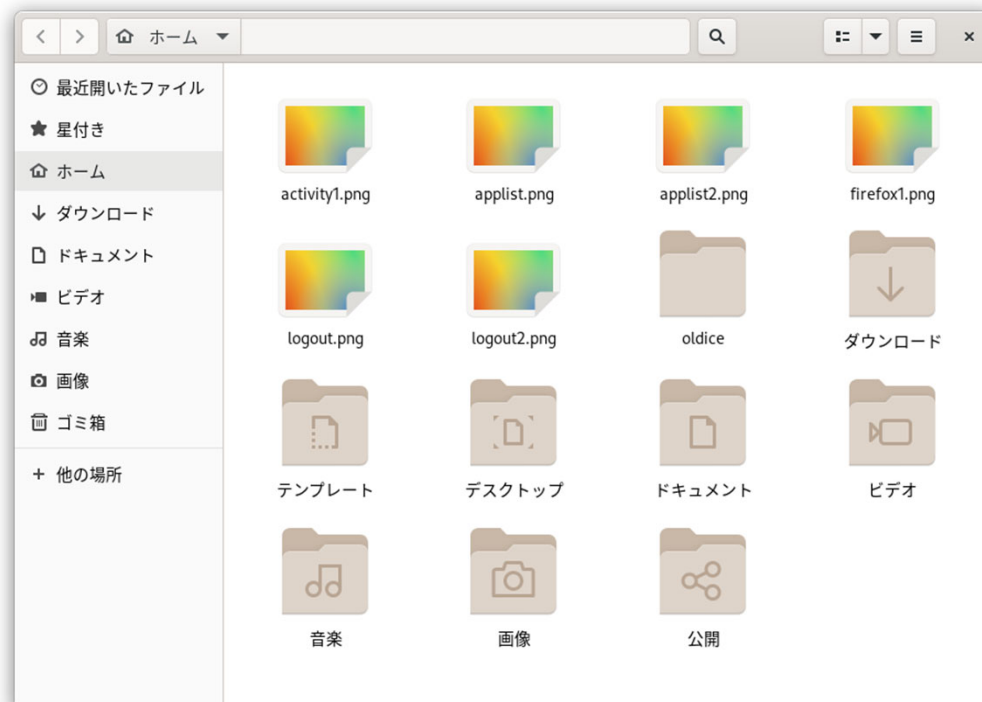 ホーム
最近開いたファイル
星付き
ホーム
ダウンロード
ドキュメント
ビデオ
音楽
画像
ゴミ箱
他の場所
activity1.png
applist.png
applist2.png
firefox1.png
logout.png
logout2.png
oldice
ダウンロード
テンプレート
デスクトップ
ドキュメント
ビデオ
音楽
画像
公開